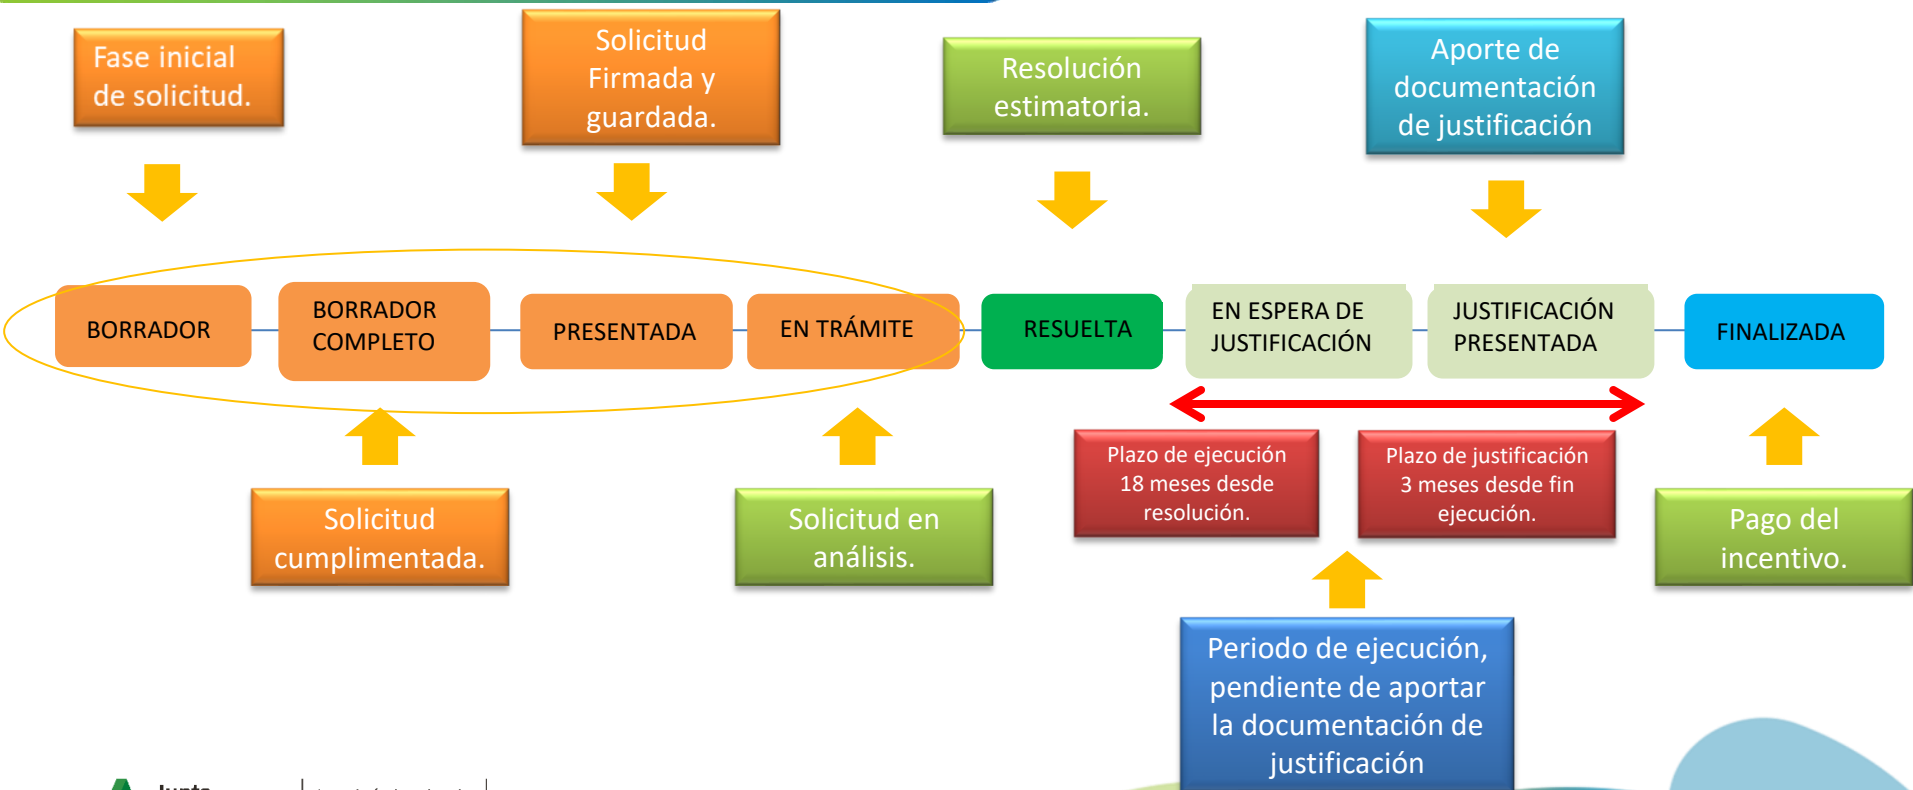 Fase inicial
de solicitud.
Solicitud
Firmada y
guardada.
Resolución
estimatoria.
Aporte de
documentación
de justificación
BORRADOR
BORRADOR
COMPLETO
PRESENTADA
EN TRÁMITE
RESUELTA
EN ESPERA DE
JUSTIFICACIÓN
JUSTIFICACIÓN
PRESENTADA
FINALIZADA
Solicitud
cumplimentada.
Solicitud en
análisis.
Plazo de ejecución
18 meses desde
resolución.
Plazo de justificación
3 meses desde fin
ejecución.
Pago del
incentivo.
Periodo de ejecución,
pendiente de aportar
la documentación de
justificación
Junta